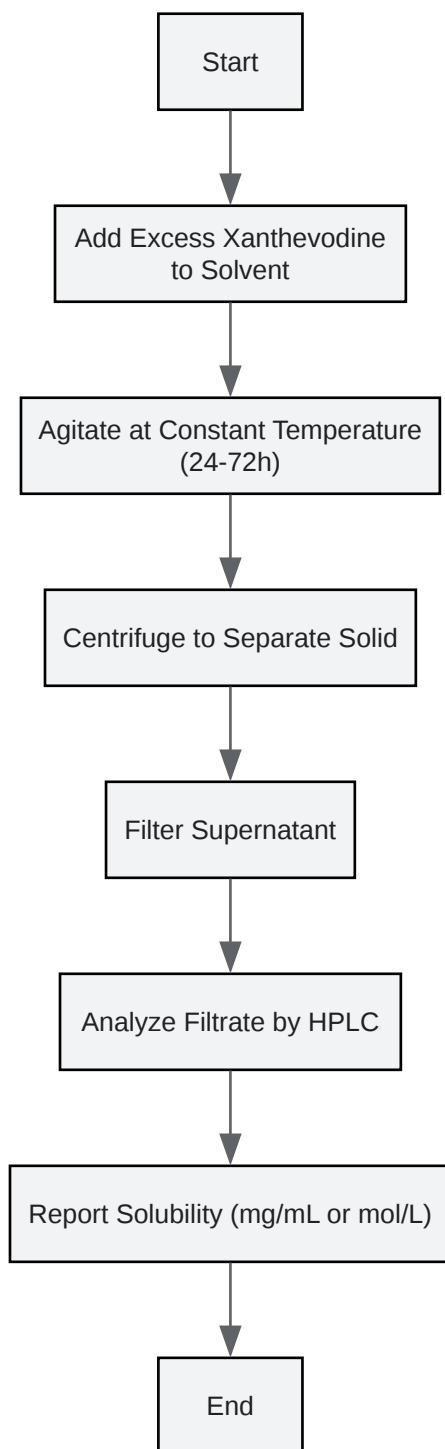 Start
Add Excess Xanthevodine
to Solvent
Agitate at Constant Temperature
(24-72h)
Centrifuge to Separate Solid
Filter Supernatant
Analyze Filtrate by HPLC
Report Solubility (mg/mL or mol/L)
End